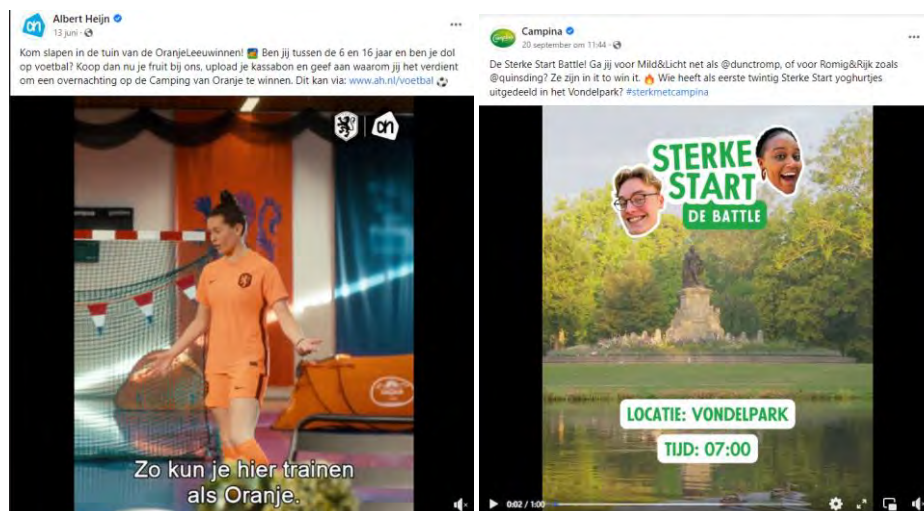 Albert Heijn
13 juni
Kom slapen in de tuin van de OranjeLeeuwinnen! Ben jij tussen de 6 en 16 jaar en ben je dol
op voetbal? Koop dan nu je fruit bij ons, upload je kassabon en geef aan waarom jij het verdient
om een overnachting op de Camping van Oranje te winnen. Dit kan via: www.ah.nl/voetbal
ah
Zo kun je hier trainen
als Oranje.
Campina
20 september om 11:44
De Sterke Start Battle! Ga jij voor Mild&Licht net als @dunctromp, of voor Romig&Rijk zoals
@quinsding? Ze zijn in it to win it. 🔥 Wie heeft als eerste twintig Sterke Start yoghurtjes
uitgedeeld in het Vondelpark? #sterkmetcampina
STERKE
START
DE BATTLE
LOCATIE: VONDELPARK
TIJD: 07:00
0:02 / 1:00